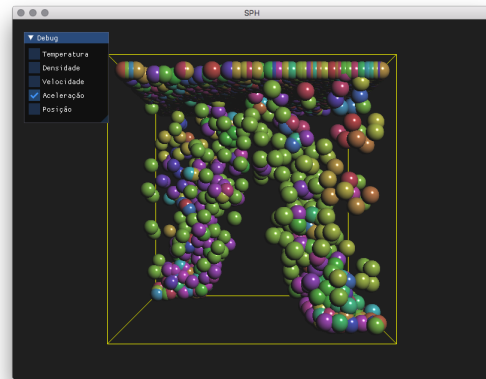 SPH
Debug
Temperatura
Densidade
Velocidade
Aceleração
Posição